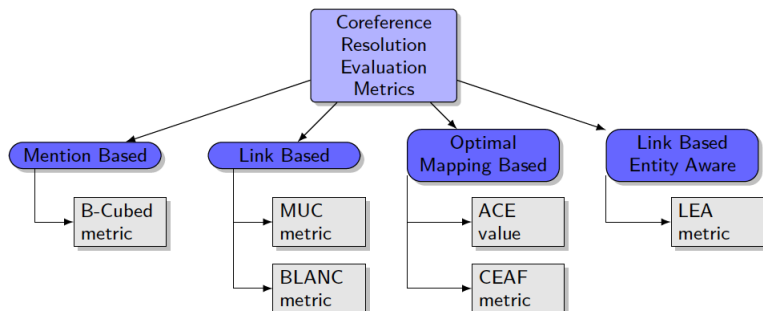 Coreference
Resolution
Evaluation
Metrics
Mention Based
Link Based
Optimal
Mapping Based
Link Based
Entity Aware
B-Cubed
metric
MUC
metric
ACE
value
LEA
metric
BLANC
metric
CEAF
metric